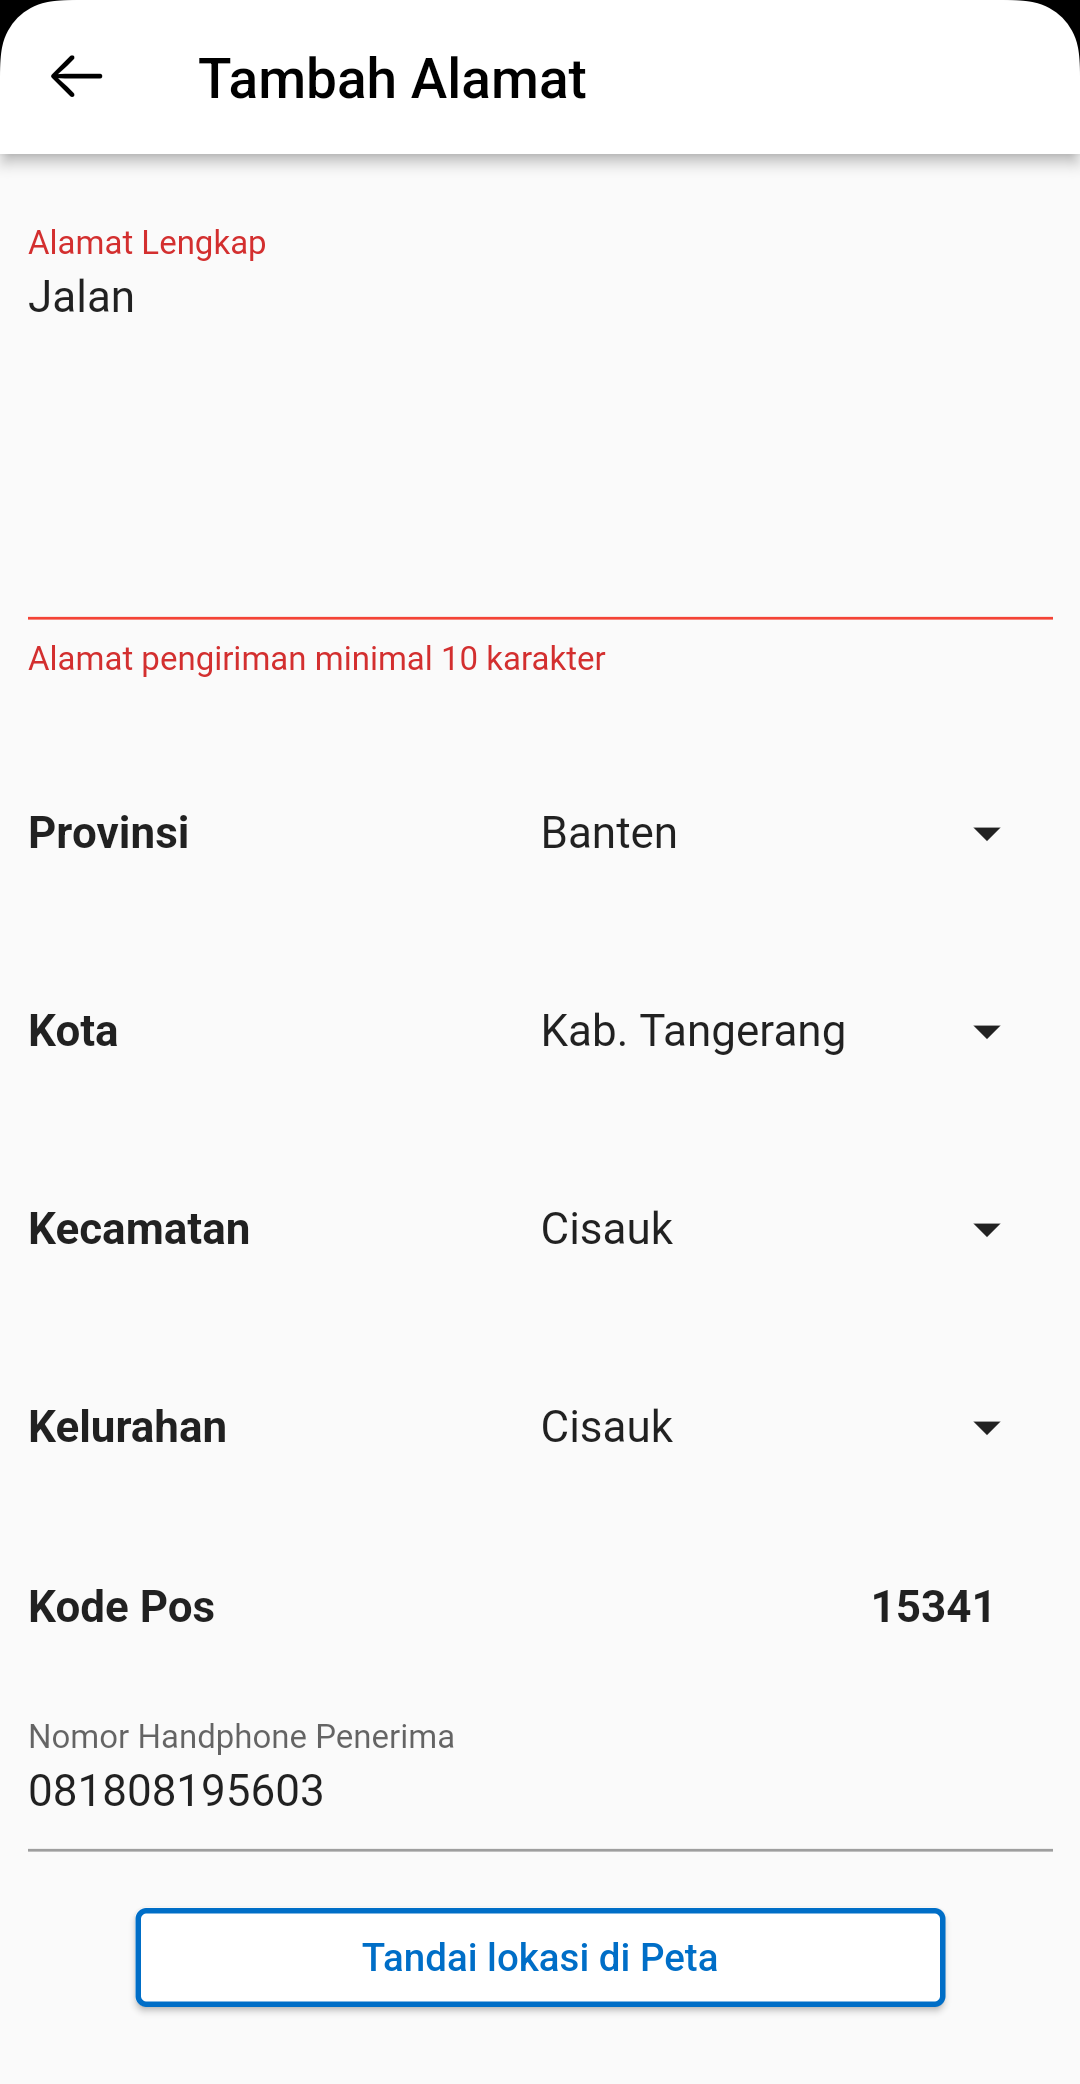 Tambah Alamat
Alamat Lengkap
Jalan
Alamat pengiriman minimal 10 karakter
Provinsi Banten
Kota Kab. Tangerang
Kecamatan Cisauk
Kelurahan Cisauk
Kode Pos 15341
Nomor Handphone Penerima
081808195603
Tandai lokasi di Peta